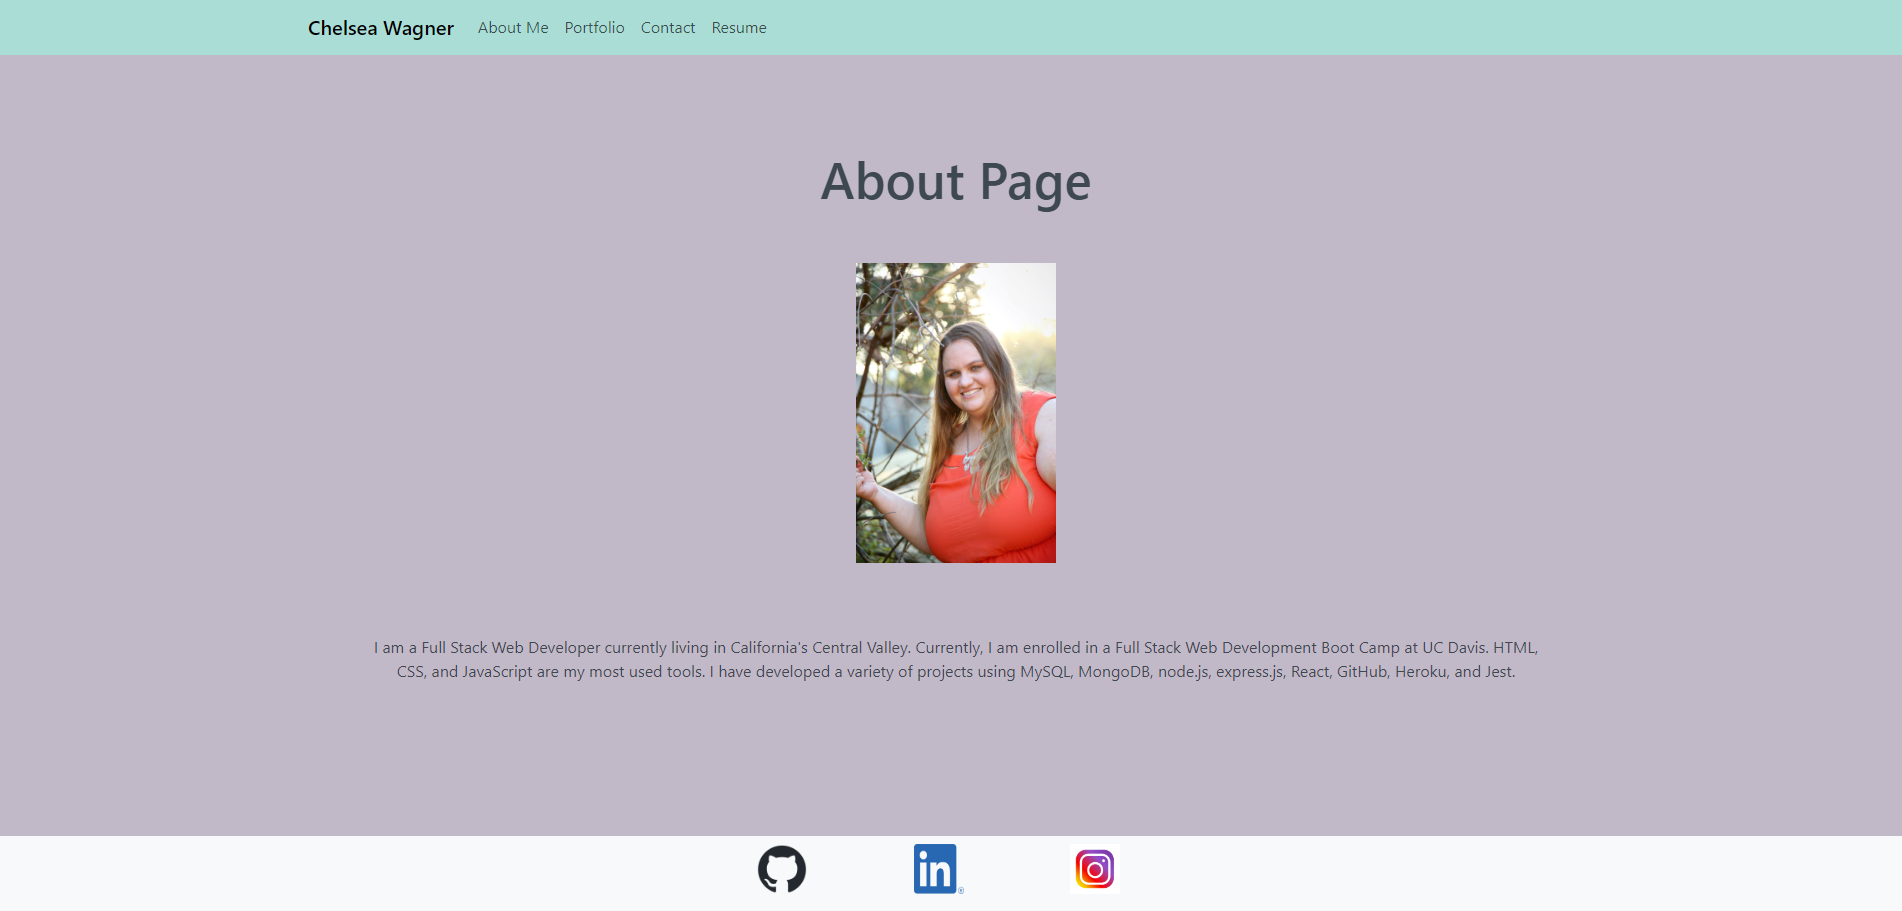 Chelsea Wagner About Me Portfolio Contact Resume
About Page
I am a Full Stack Web Developer currently living in California's Central Valley. Currently, I am enrolled in a Full Stack Web Development Boot Camp at UC Davis. HTML,
CSS, and JavaScript are my most used tools. I have developed a variety of projects using MySQL, MongoDB, node.js, express.js, React, GitHub, Heroku, and Jest.
in ®